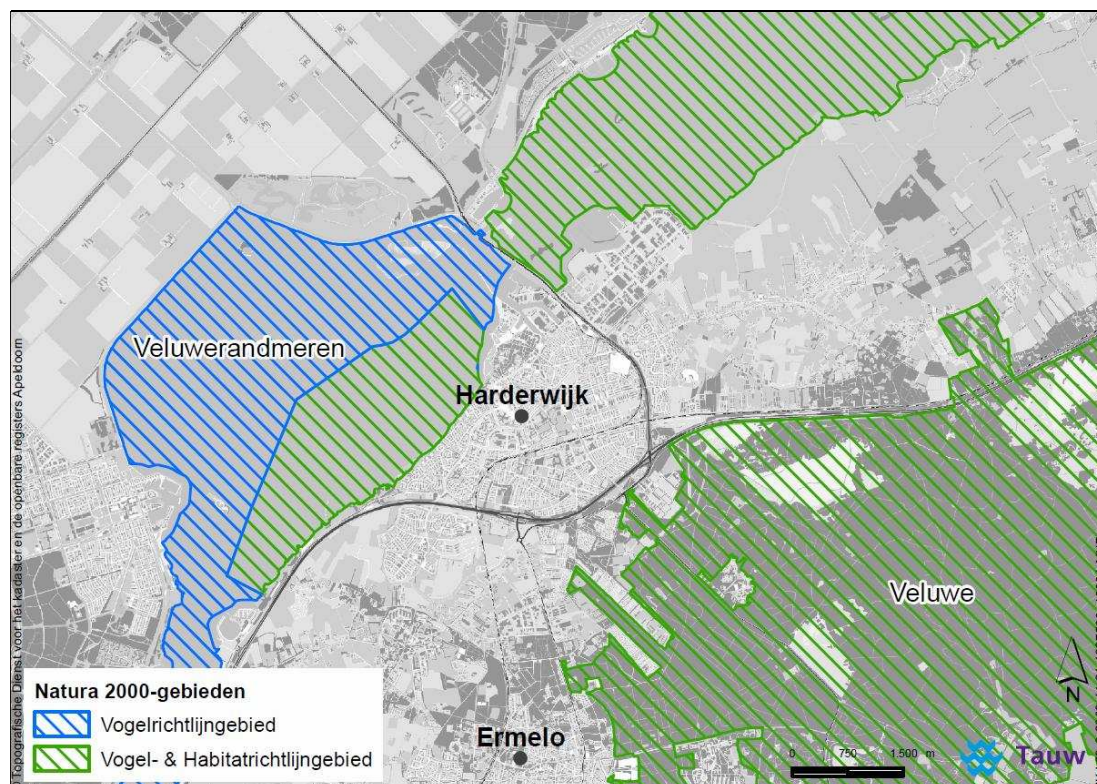 Veluwerandmeren
Harderwijk
Veluwe
Ermelo
© Topografische Dienst voor het kadaster en de openbare registers Apeldoorn
Natura 2000-gebieden
Vogelrichtlijngebied
Vogel- & Habitatrichtlijngebied
N
0 750 1 500 m
Tauw